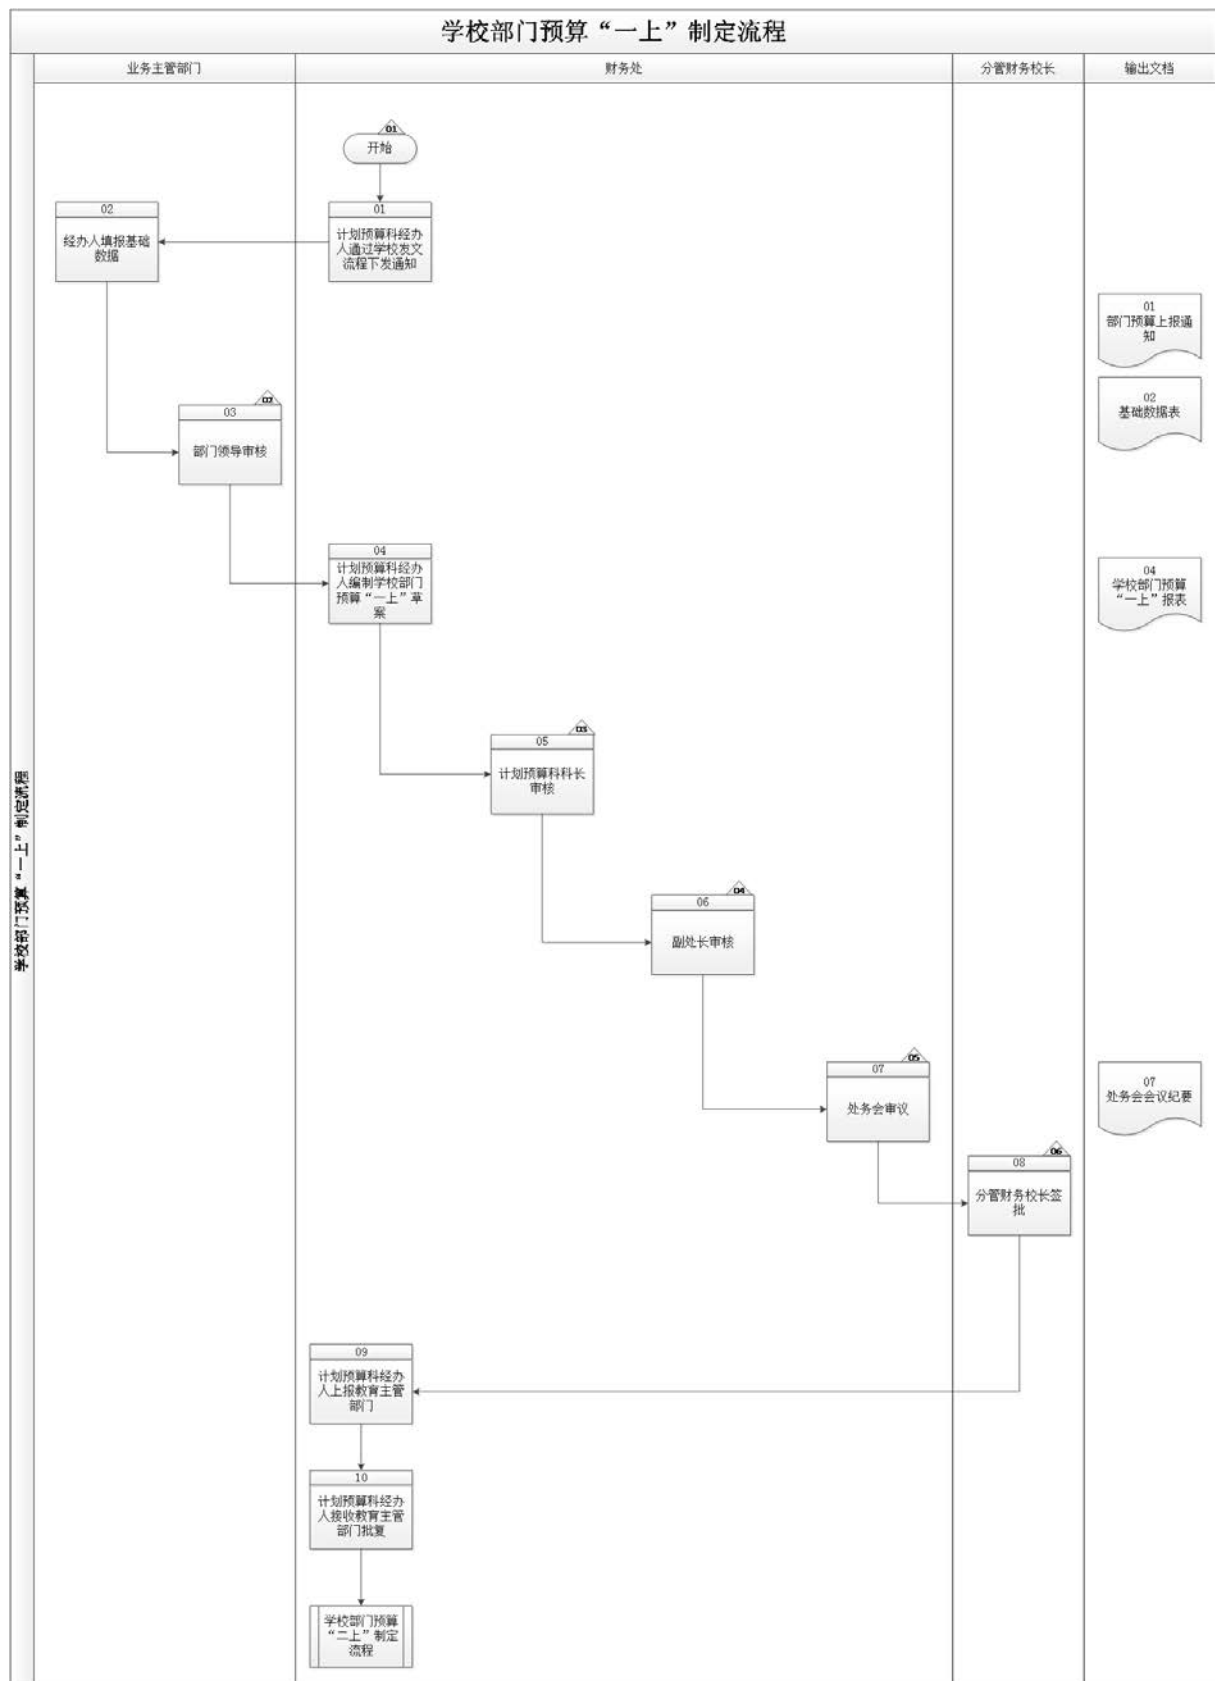 学校部门预算“一上”制定流程
业务主管部门
财务处
分管财务校长
输出文档
学校部门预算“一上”制定流程
01
开始
02
经办人填报基础
数据
01
计划预算科经办
人通过学校发文
流程下发通知
01
部门预算上报通
知
02
基础数据表
02
03
部门领导审核
04
计划预算科经办
人编制学校部门
预算“一上”草
案
04
学校部门预算
“一上”报表
03
05
计划预算科科长
审核
04
06
副处长审核
05
07
处务会审议
07
处务会会议纪要
06
08
分管财务校长签
批
09
计划预算科经办
人上报教育主管
部门
10
计划预算科经办
人接收教育主管
部门批复
学校部门预算
“二上”制定
流程